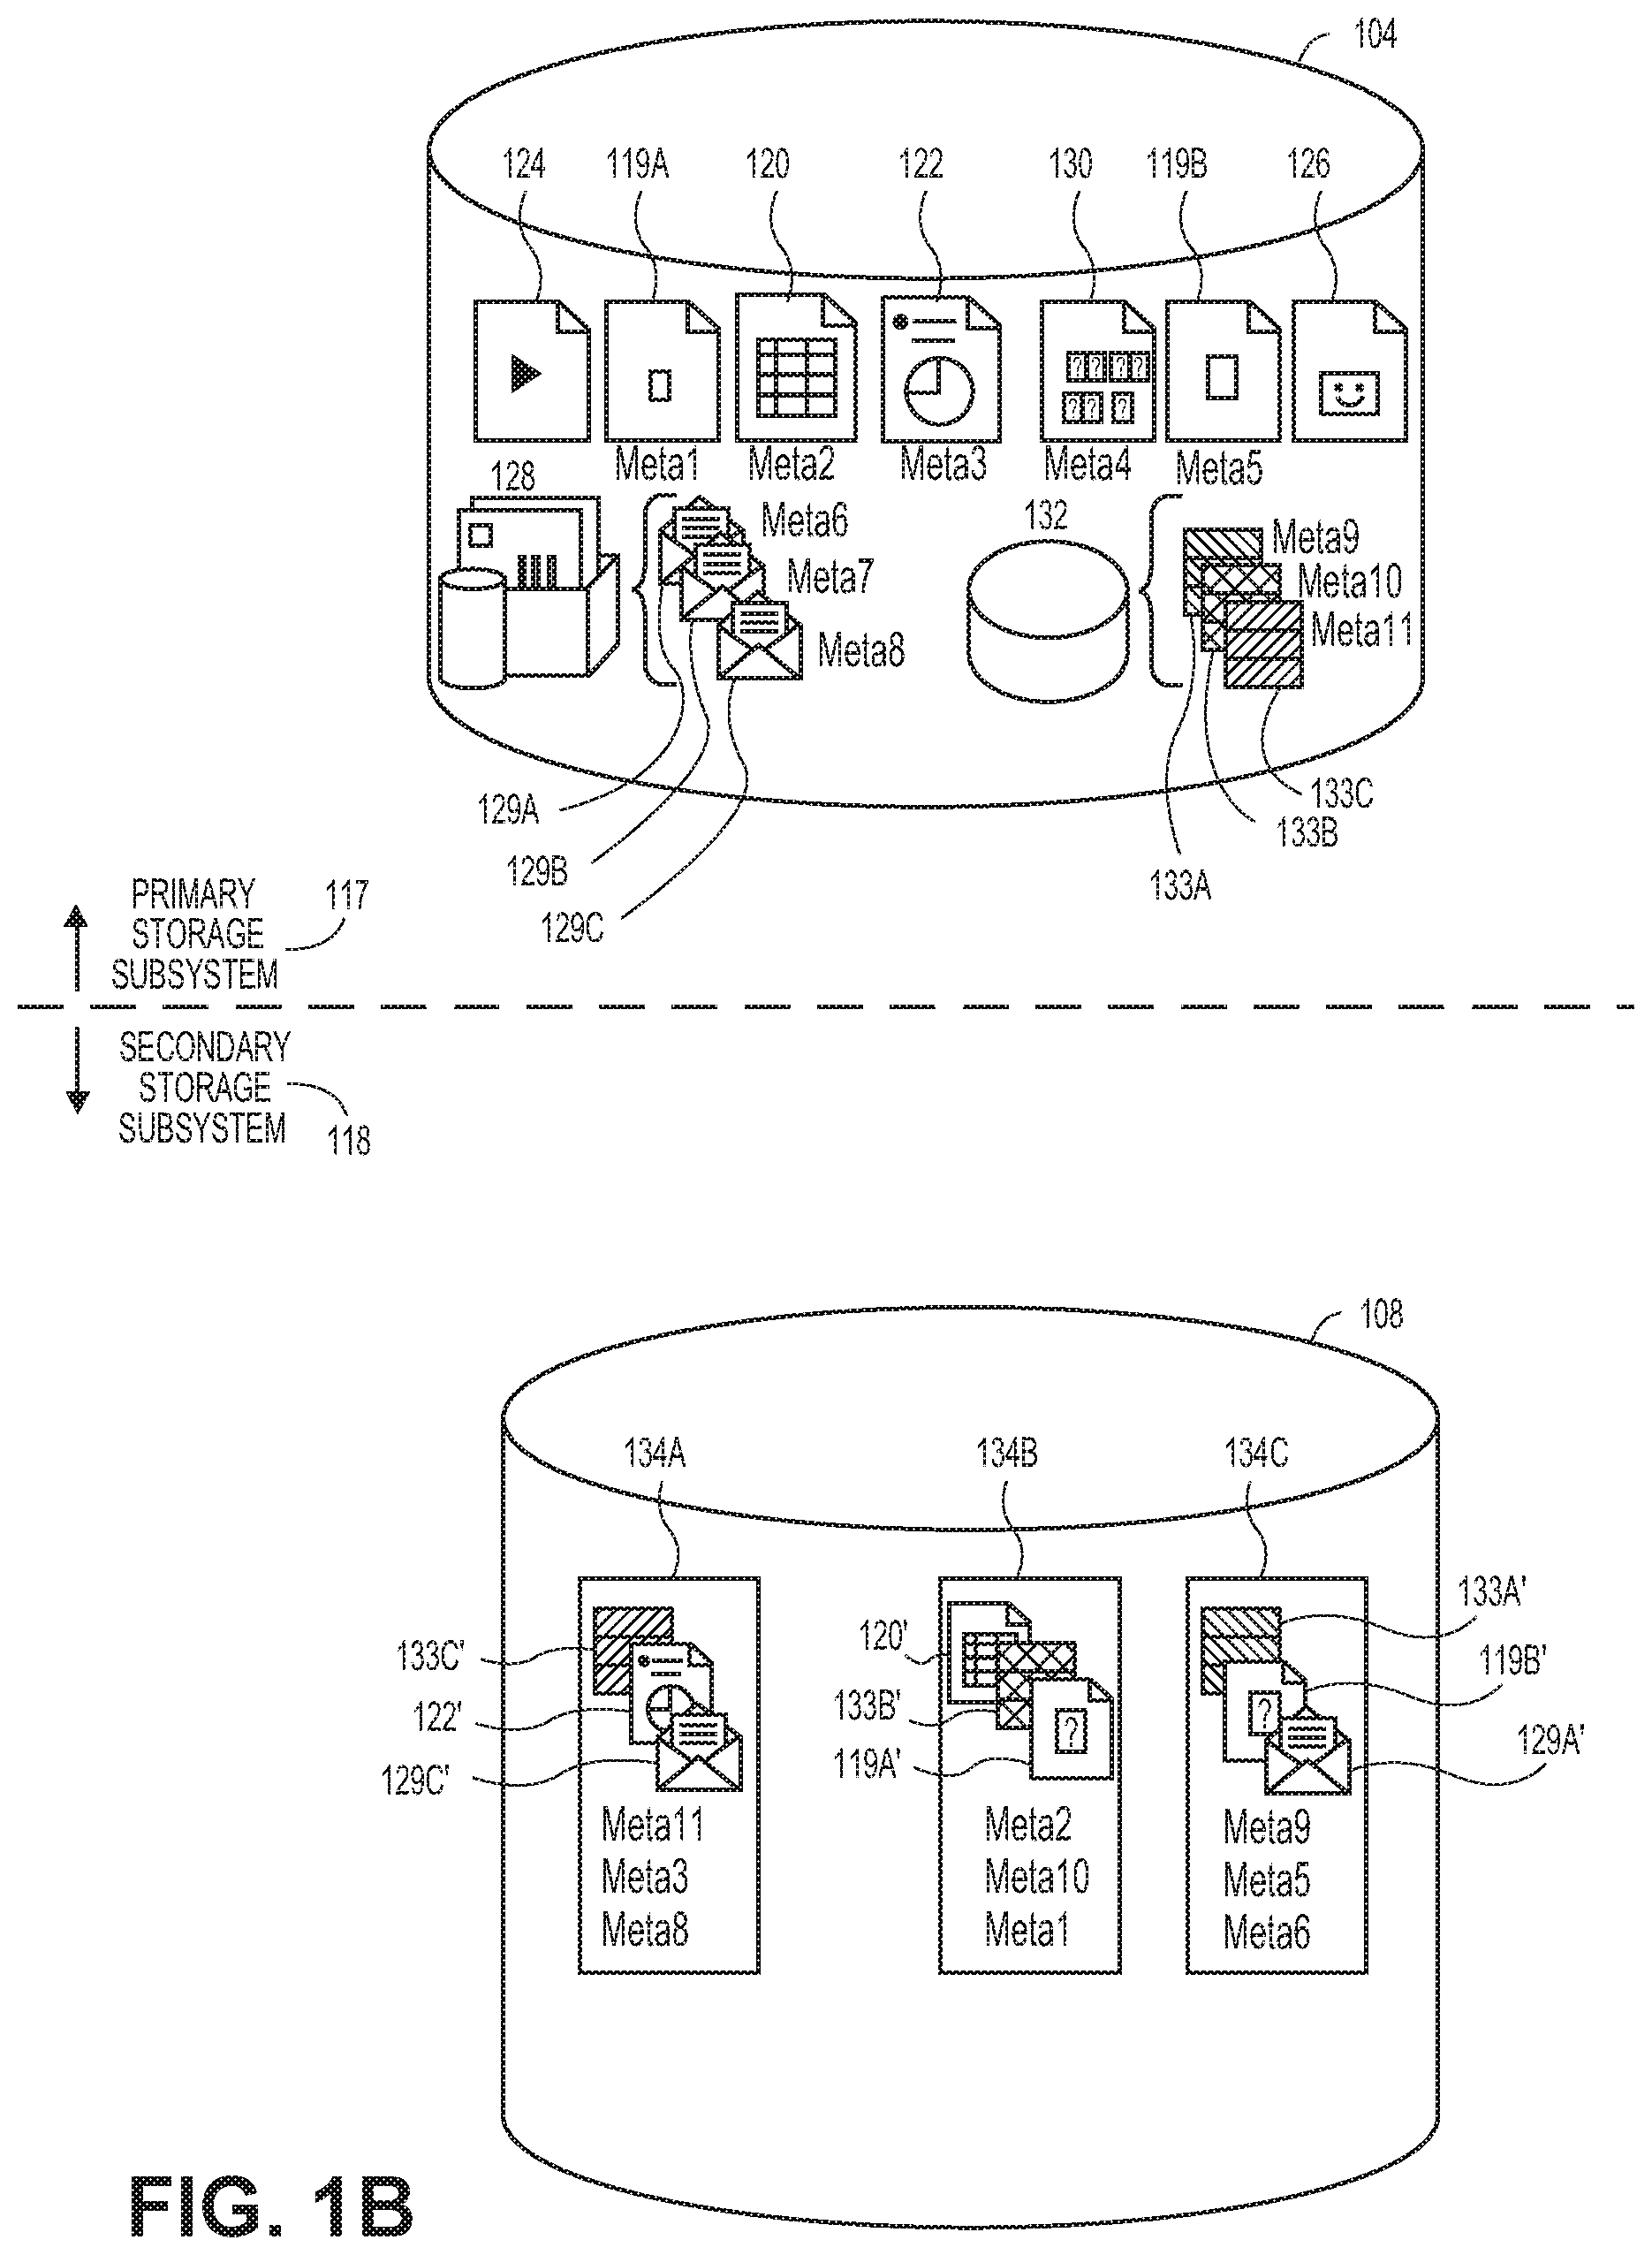 104
124 119A 120 122 130 119B 126
? ? ? ?
? ? ?
Meta1 Meta2 Meta3 Meta4 Meta5
128
Meta6
132
Meta9
Meta7
Meta10
Meta11
Meta8
129A
133C
133B
129B
133A
129C
PRIMARY
STORAGE
SUBSYSTEM
117
SECONDARY
STORAGE
SUBSYSTEM
118
108
134A 134B 134C
133C'
122'
129C'
Meta11
Meta3
Meta8
120'
133B'
119A'
?
Meta2
Meta10
Meta1
133A'
119B'
?
129A'
Meta9
Meta5
Meta6
FIG. 1B